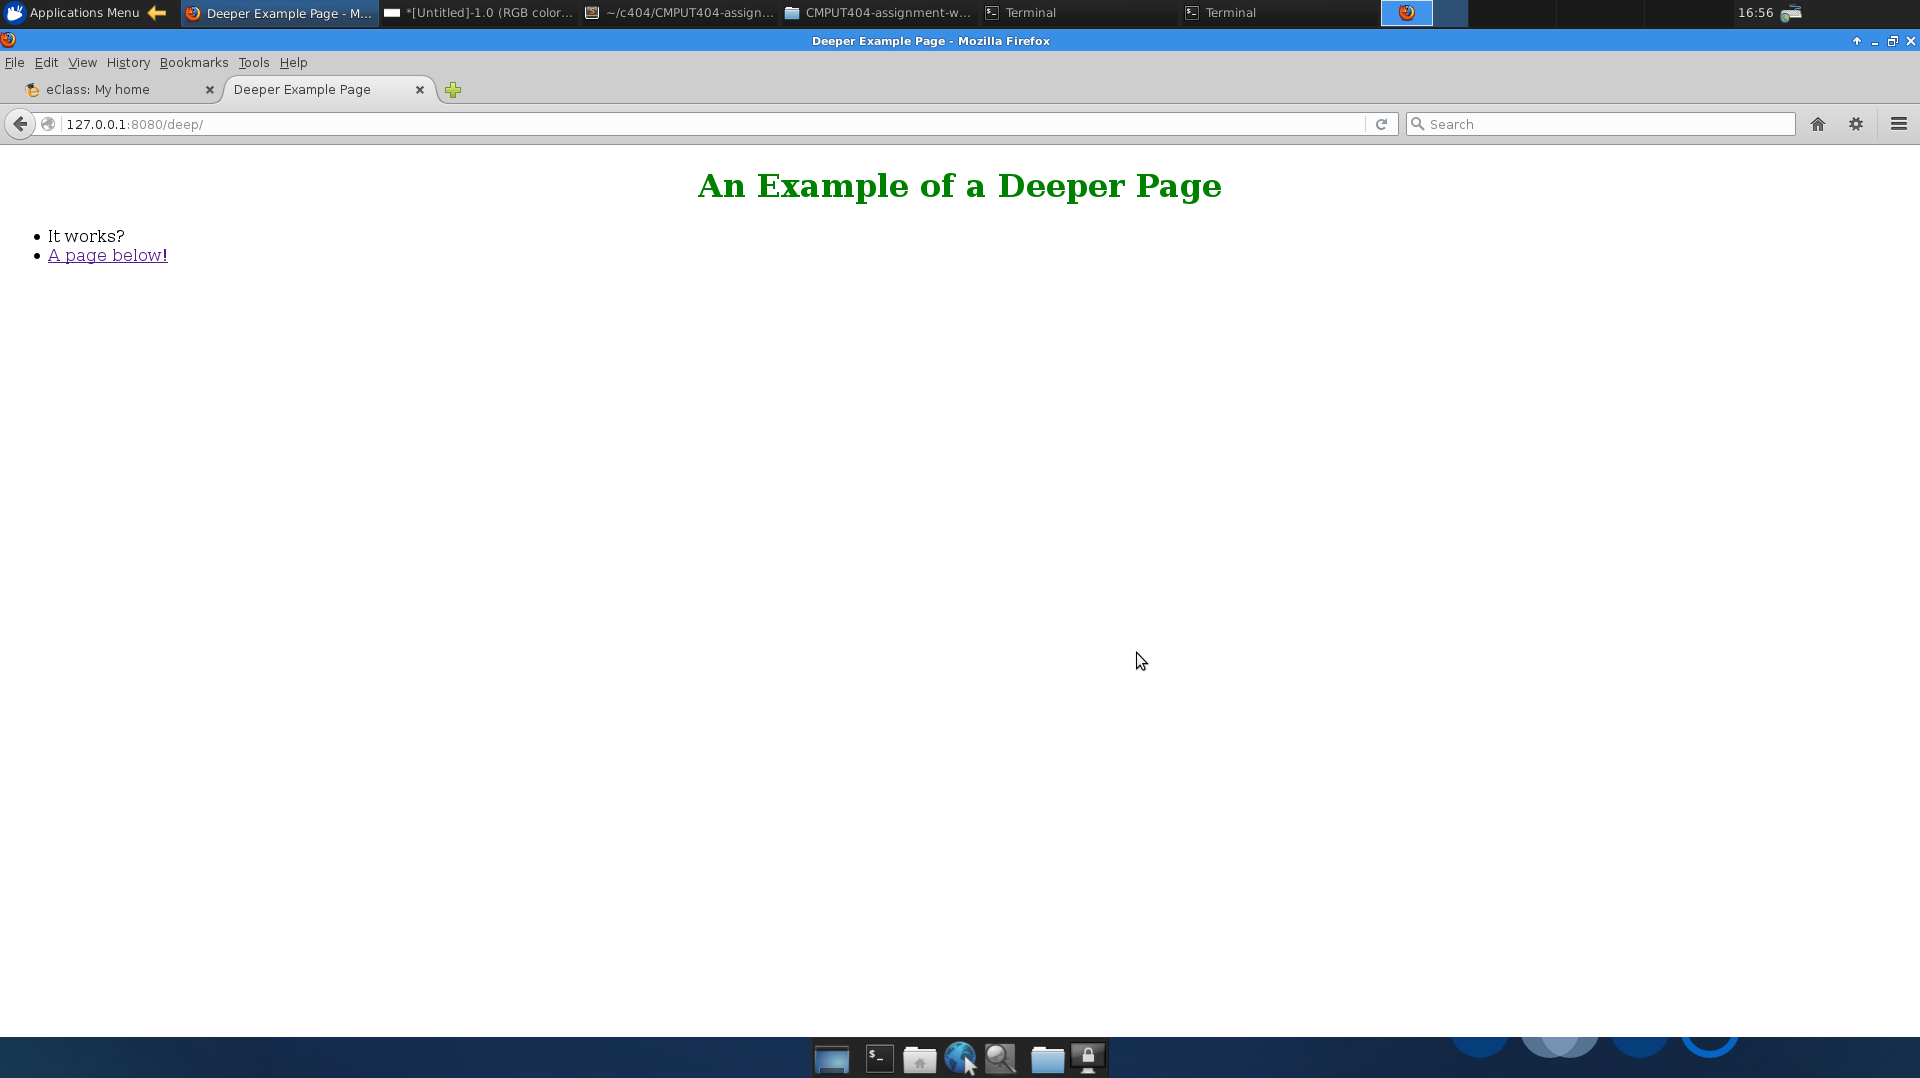 Applications Menu
Deeper Example Page - M...
*[Untitled]-1.0 (RGB color...
~/c404/CMPUT404-assign...
CMPUT404-assignment-w...
Terminal
Terminal
16:56
Deeper Example Page - Mozilla Firefox
File Edit View History Bookmarks Tools Help
eClass: My home
Deeper Example Page
127.0.0.1:8080/deep/
Search
An Example of a Deeper Page
It works?
A page below!